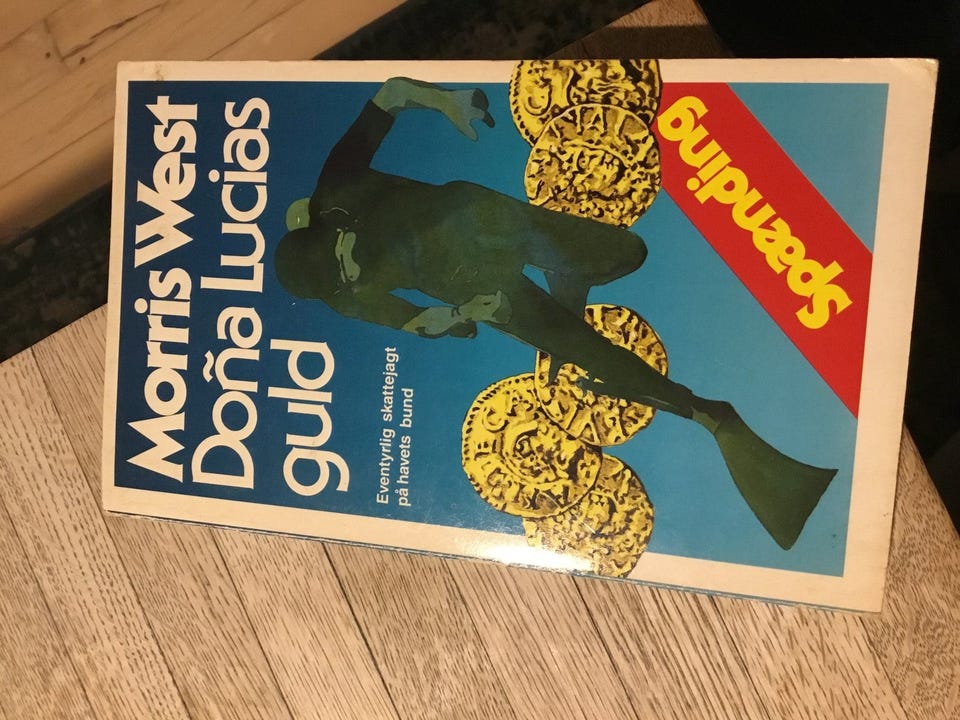 Morris West
Doña Lucias
guld
Eventyrlig skattejagt
på havets bund
Spænding